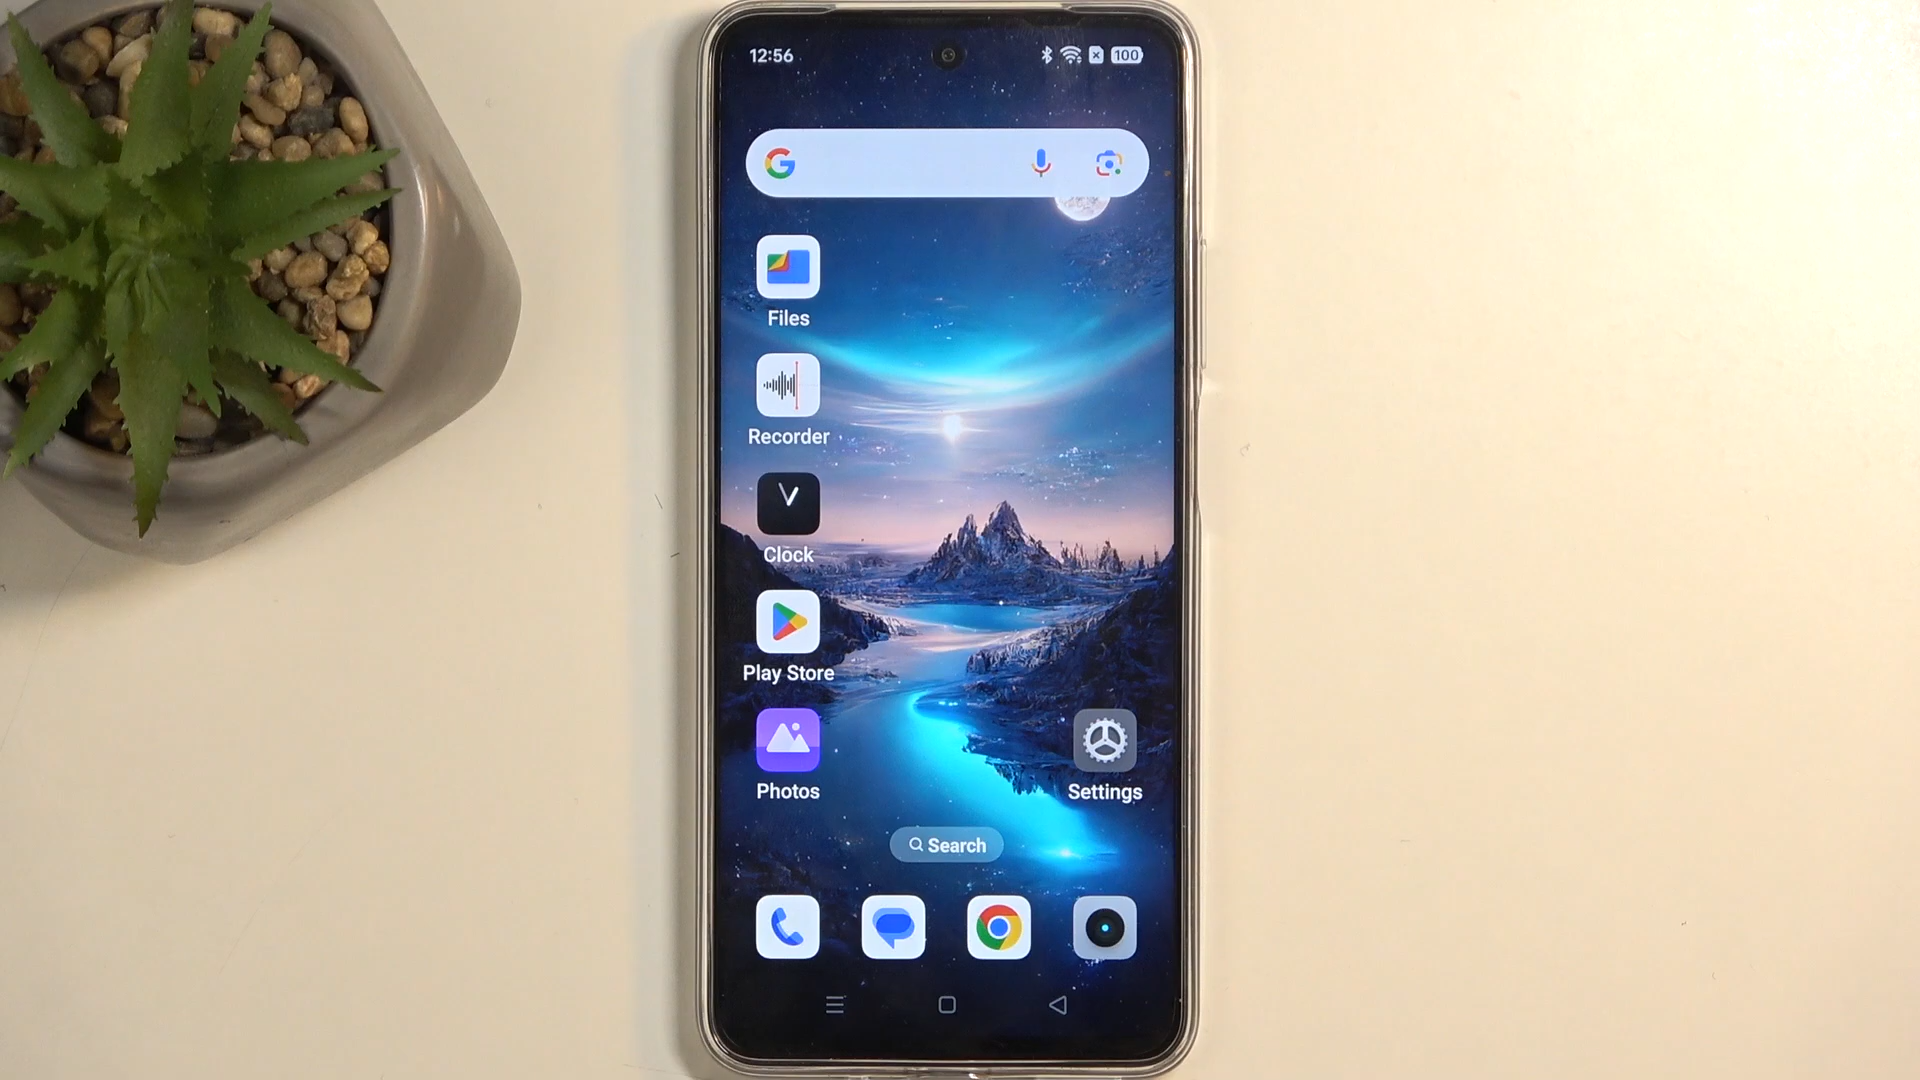 12:56
100
Files
Recorder
Clock
Play Store
Photos
Settings
Search